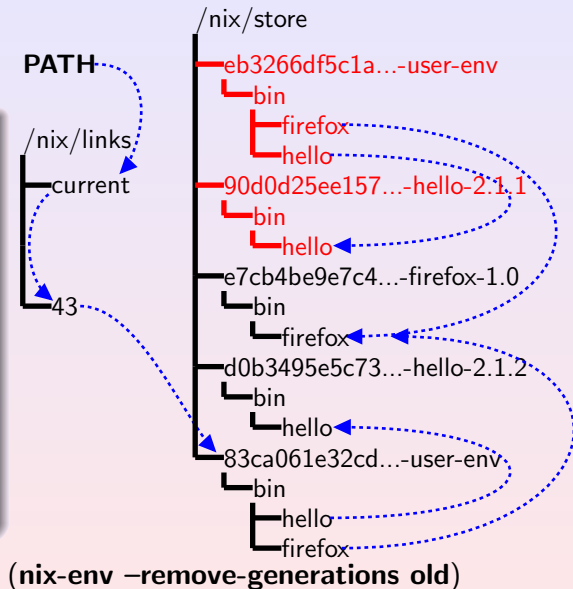 /nix/store
PATH
eb3266df5c1a...-user-env
bin
firefox
hello
/nix/links
current
43
90d0d25ee157...-hello-2.1.1
bin
hello
e7cb4be9e7c4...-firefox-1.0
bin
firefox
d0b3495e5c73...-hello-2.1.2
bin
hello
83ca061e32cd...-user-env
bin
hello
firefox
(nix-env –remove-generations old)